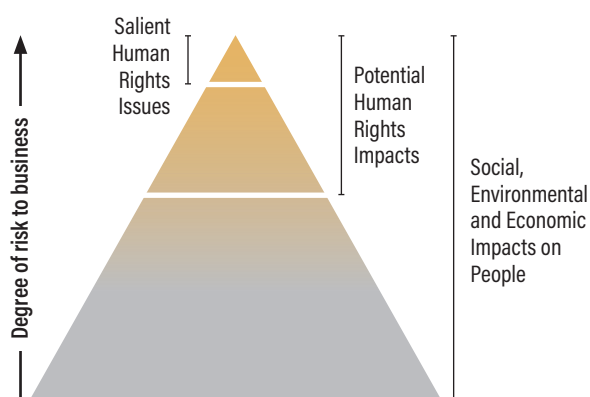 Salient
Human
Rights
Issues
Potential
Human
Rights
Impacts
Social,
Environmental
and Economic
Impacts on
People
Degree of risk to business